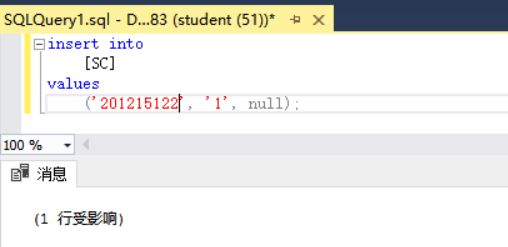 SQLQuery1.sql - D...83 (student (51))*
insert into
[SC]
values
('201215122', '1', null);
100 %
消息
(1 行受影响)